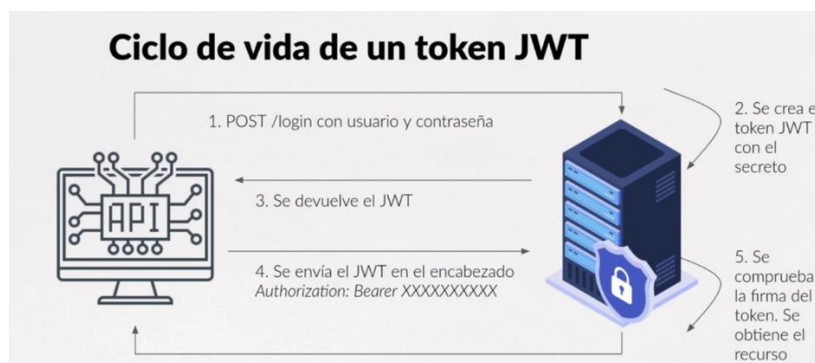 Ciclo de vida de un token JWT
1. POST /login con usuario y contraseña
2. Se crea e
token JWT
con el
secreto
3. Se devuelve el JWT
API
4. Se envía el JWT en el encabezado
Authorization: Bearer XXXXXXXXXX
5. Se
comprueba
la firma del
token. Se
obtiene el
recurso